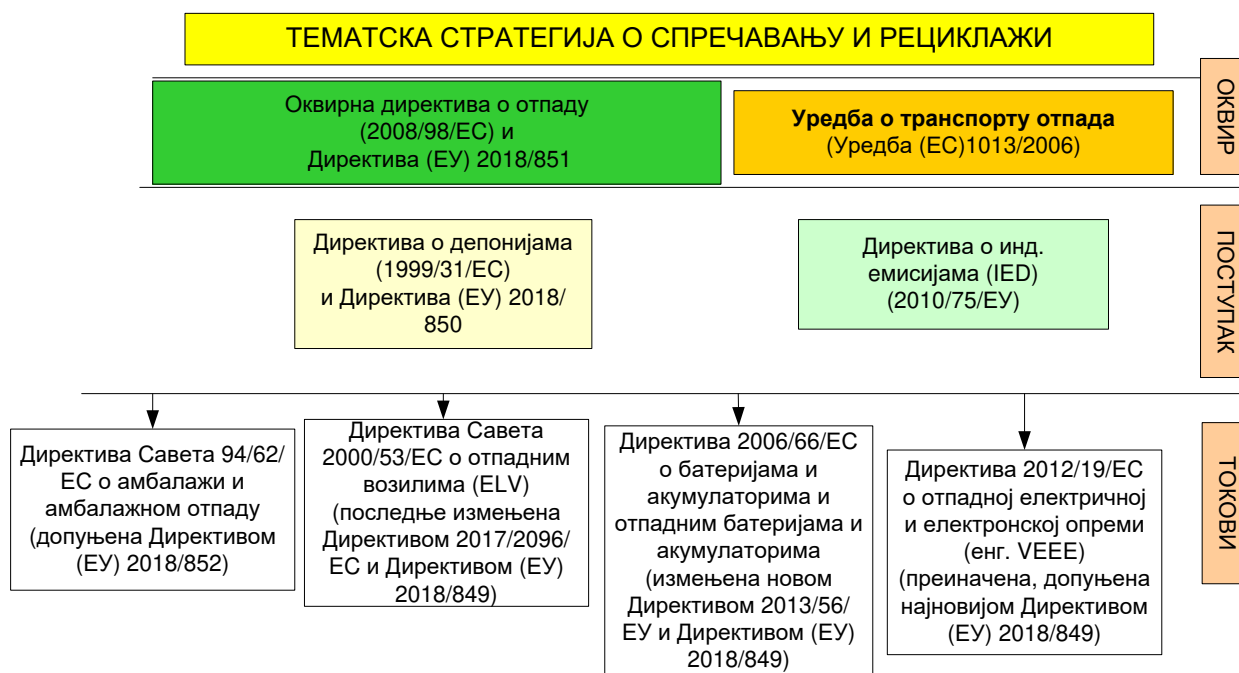 ТЕМАТСКА СТРАТЕГИЈА О СПРЕЧАВАЊУ И РЕЦИКЛАЖИ
Оквирна директива о отпаду
(2008/98/ЕС) и
Директива (ЕУ) 2018/851
Уредба о транспорту отпада
(Уредба (ЕС)1013/2006)
ОКВИР
Директива о депонијама
(1999/31/ЕС)
и Директива (ЕУ) 2018/
850
Директива о инд.
емисијама (IED)
(2010/75/ЕУ)
ПОСТУПАК
Директива Савета 94/62/
ЕС о амбалажи и
амбалажном отпаду
(допуњена Директивом
(ЕУ) 2018/852)
Директива Савета
2000/53/ЕС о отпадним
возилима (ELV)
(последње измењена
Директивом 2017/2096/
ЕС и Директивом (ЕУ)
2018/849)
Директива 2006/66/ЕС
о батеријама и
акумулаторима и
отпадним батеријама и
акумулаторима
(измењена новом
Директивом 2013/56/
ЕУ и Директивом (ЕУ)
2018/849)
Директива 2012/19/ЕС
о отпадној електричној
и електронској опреми
(енг. VEEE)
(преиначена, допуњена
најновијом Директивом
(ЕУ) 2018/849)
ТОКОВИ